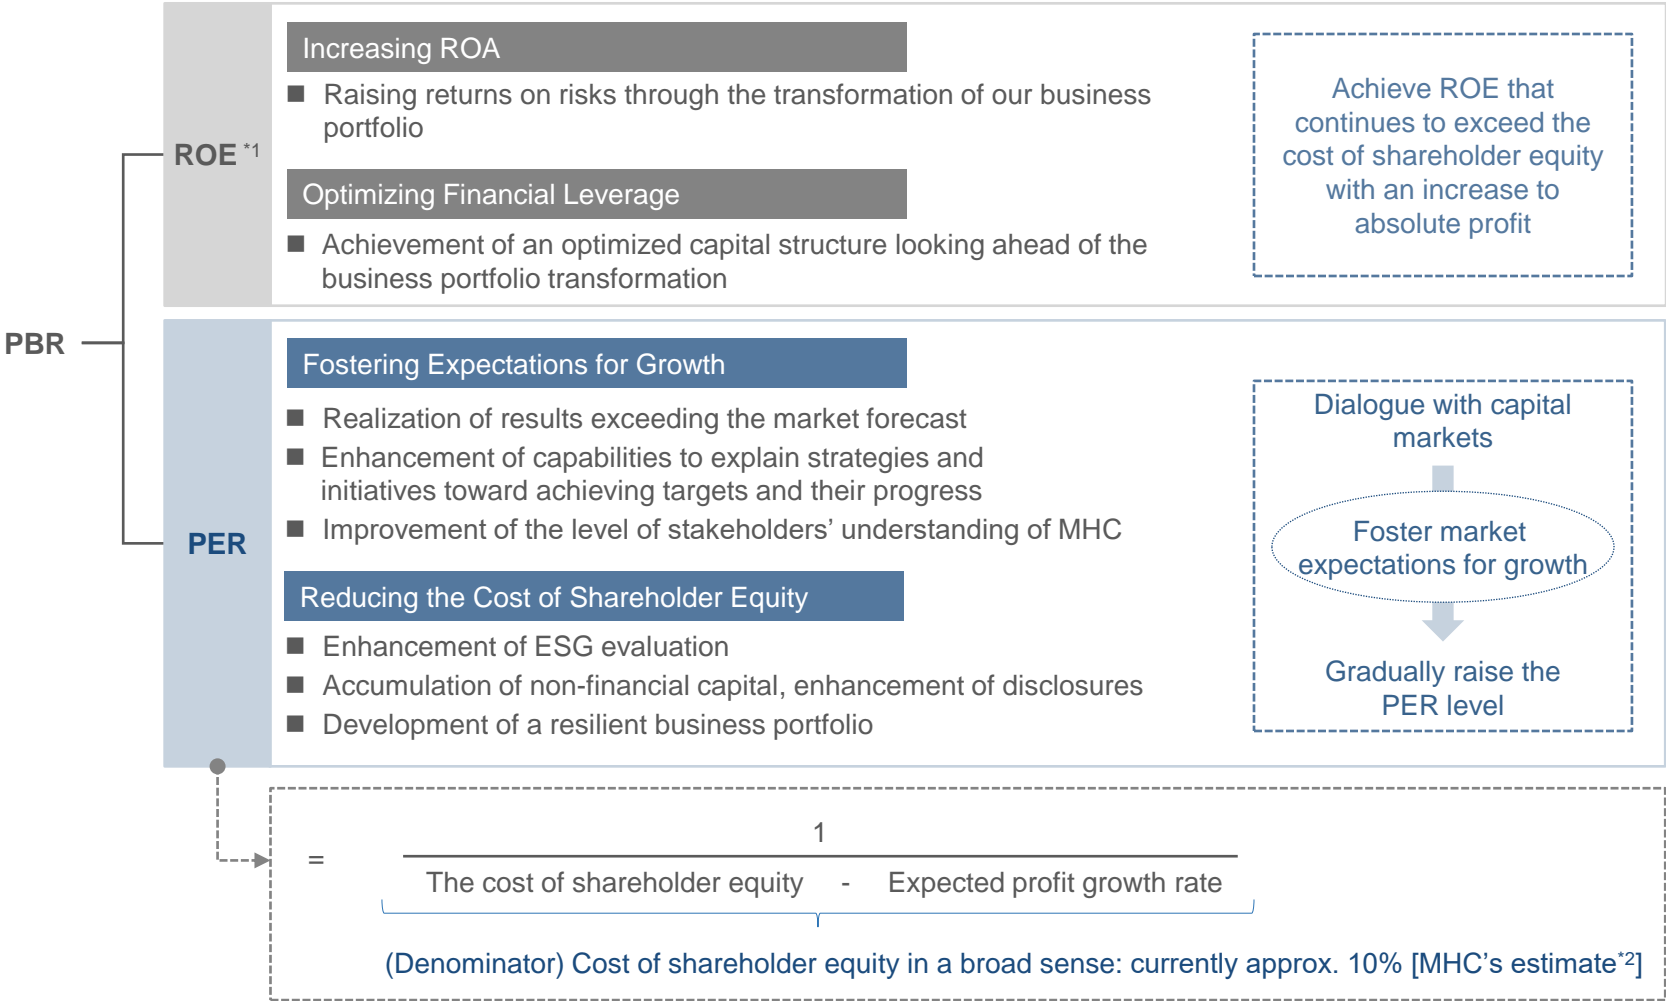 PBR
ROE *1
Increasing ROA
■ Raising returns on risks through the transformation of our business
portfolio
Optimizing Financial Leverage
■ Achievement of an optimized capital structure looking ahead of the
business portfolio transformation
Achieve ROE that
continues to exceed the
cost of shareholder equity
with an increase to
absolute profit
PER
Fostering Expectations for Growth
■ Realization of results exceeding the market forecast
■ Enhancement of capabilities to explain strategies and
initiatives toward achieving targets and their progress
■ Improvement of the level of stakeholders’ understanding of MHC
Reducing the Cost of Shareholder Equity
■ Enhancement of ESG evaluation
■ Accumulation of non-financial capital, enhancement of disclosures
■ Development of a resilient business portfolio
Dialogue with capital
markets
Foster market
expectations for growth
Gradually raise the
PER level
1
=
The cost of shareholder equity - Expected profit growth rate
(Denominator) Cost of shareholder equity in a broad sense: currently approx. 10% [MHC’s estimate*2]